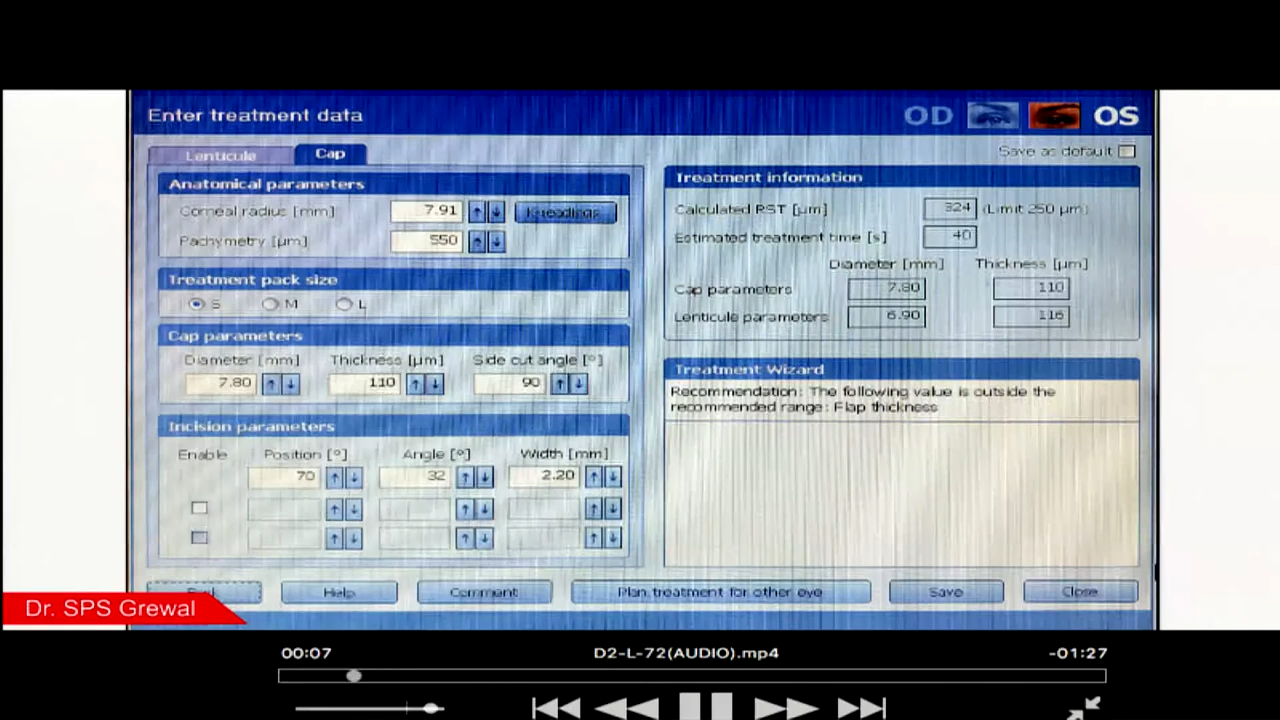 Enter treatment data
OD OS
Save as default
Lenticule Cap
Anatomical parameters
Corneal radius [mm] 7.91 K-readings
Pachymetry [µm] 550
Treatment pack size
S M L
Cap parameters
Diameter [mm] Thickness [µm] Side cut angle [°]
7.80 110 90
Incision parameters
Enable Position [°] Angle [°] Width [mm]
70 32 2.20
Treatment information
Calculated RST [µm] 324 (Limit 250 µm)
Estimated treatment time [s] 40
Diameter [mm] Thickness [µm]
Cap parameters 7.80 110
Lenticule parameters 6.90 116
Treatment Wizard
Recommendation: The following value is outside the
recommended range: Flap thickness
Help Comment Plan treatment for other eye Save Close
Dr. SPS Grewal
00:07 D2-L-72(AUDIO).mp4 -01:27